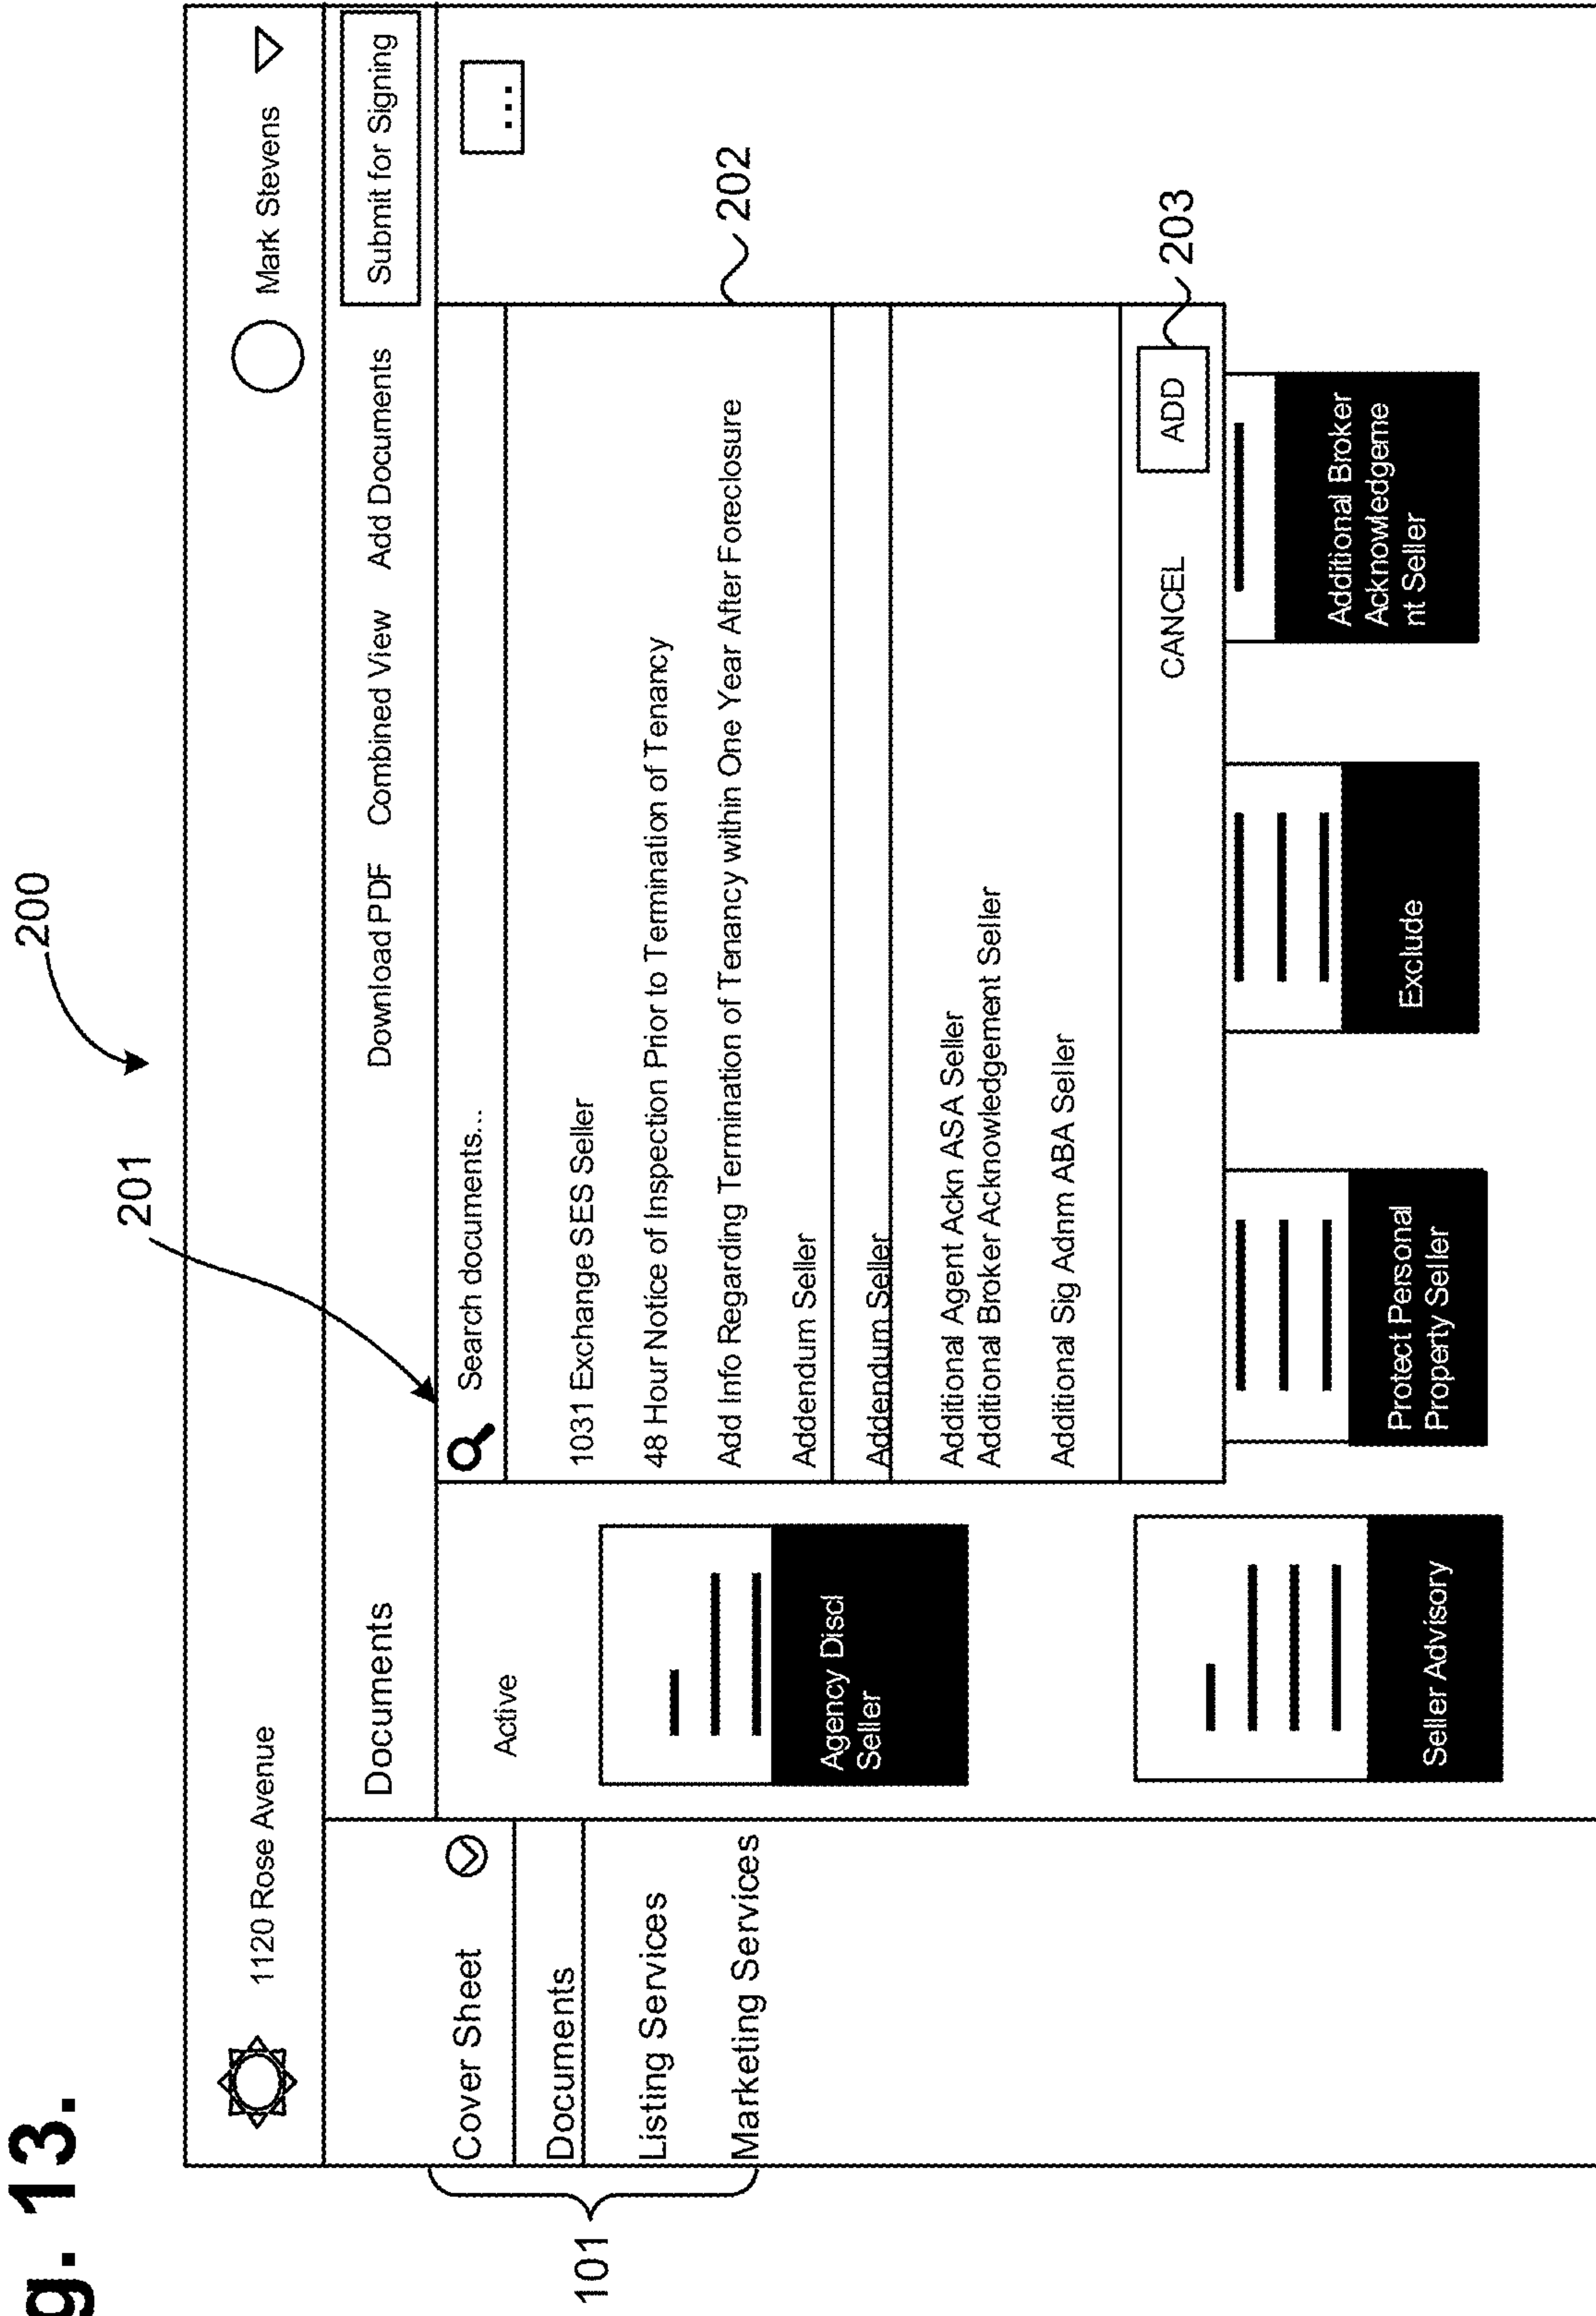 g. 13.
200
201
1120 Rose Avenue
Mark Stevens
Documents
Download PDF
Combined View
Add Documents
Submit for Signing
101
Cover Sheet
Documents
Listing Services
Marketing Services
Active
...
Search documents...
1031 Exchange SES Seller
48 Hour Notice of Inspection Prior to Termination of Tenancy
Add Info Regarding Termination of Tenancy within One Year After Foreclosure
Addendum Seller
Addendum Seller
Additional Agent Ackn ASA Seller
Additional Broker Acknowledgement Seller
Additional Sig Adnm ABA Seller
202
CANCEL
ADD
203
Agency Discl
Seller
Seller Advisory
Protect Personal
Property Seller
Exclude
Additional Broker
Acknowledgeme
nt Seller